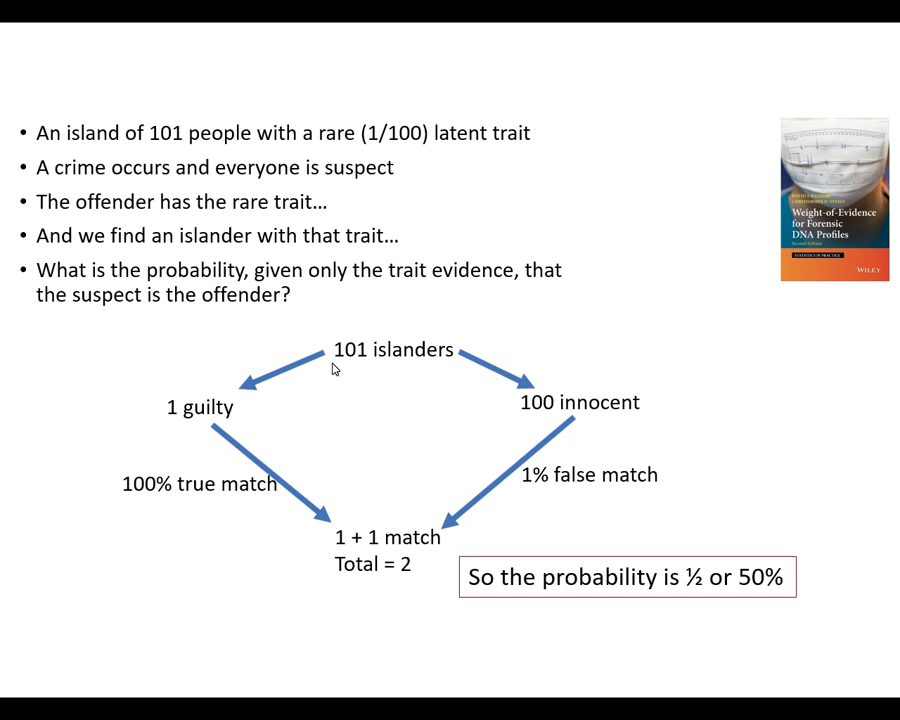 • An island of 101 people with a rare (1/100) latent trait
• A crime occurs and everyone is suspect
• The offender has the rare trait…
• And we find an islander with that trait…
• What is the probability, given only the trait evidence, that
the suspect is the offender?
Weight-of-Evidence
for Forensic
DNA Profiles
Second Edition
STATISTICS IN PRACTICE
WILEY
101 islanders
1 guilty
100 innocent
100% true match
1% false match
1 + 1 match
Total = 2
So the probability is ½ or 50%